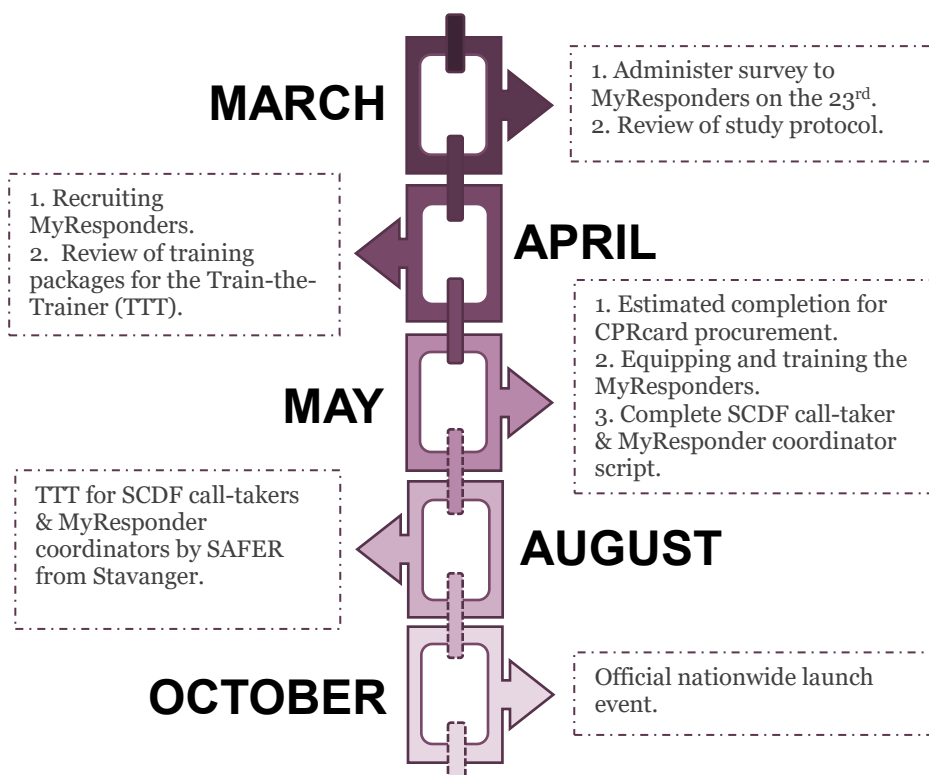 MARCH
1. Administer survey to
MyResponders on the 23rd.
2. Review of study protocol.
1. Recruiting
MyResponders.
2.  Review of training
packages for the Train-the-
Trainer (TTT).
APRIL
MAY
1. Estimated completion for
CPRcard procurement.
2. Equipping and training the
MyResponders.
3. Complete SCDF call-taker
& MyResponder coordinator
script.
TTT for SCDF call-takers
& MyResponder
coordinators by SAFER
from Stavanger.
AUGUST
OCTOBER
Official nationwide launch
event.